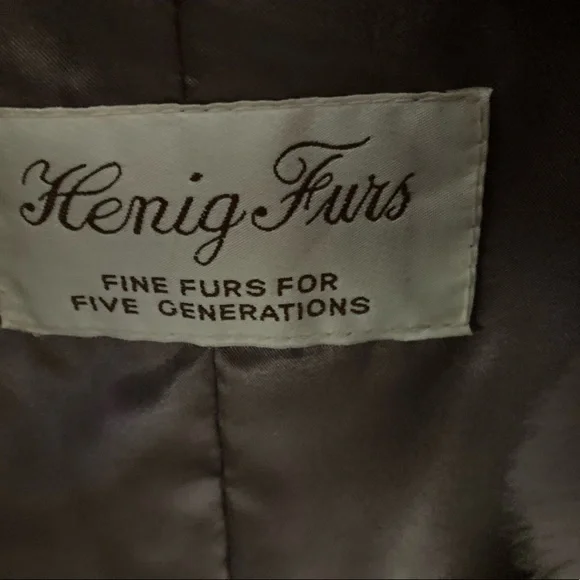 Henig Furs
FINE FURS FOR
FIVE GENERATIONS